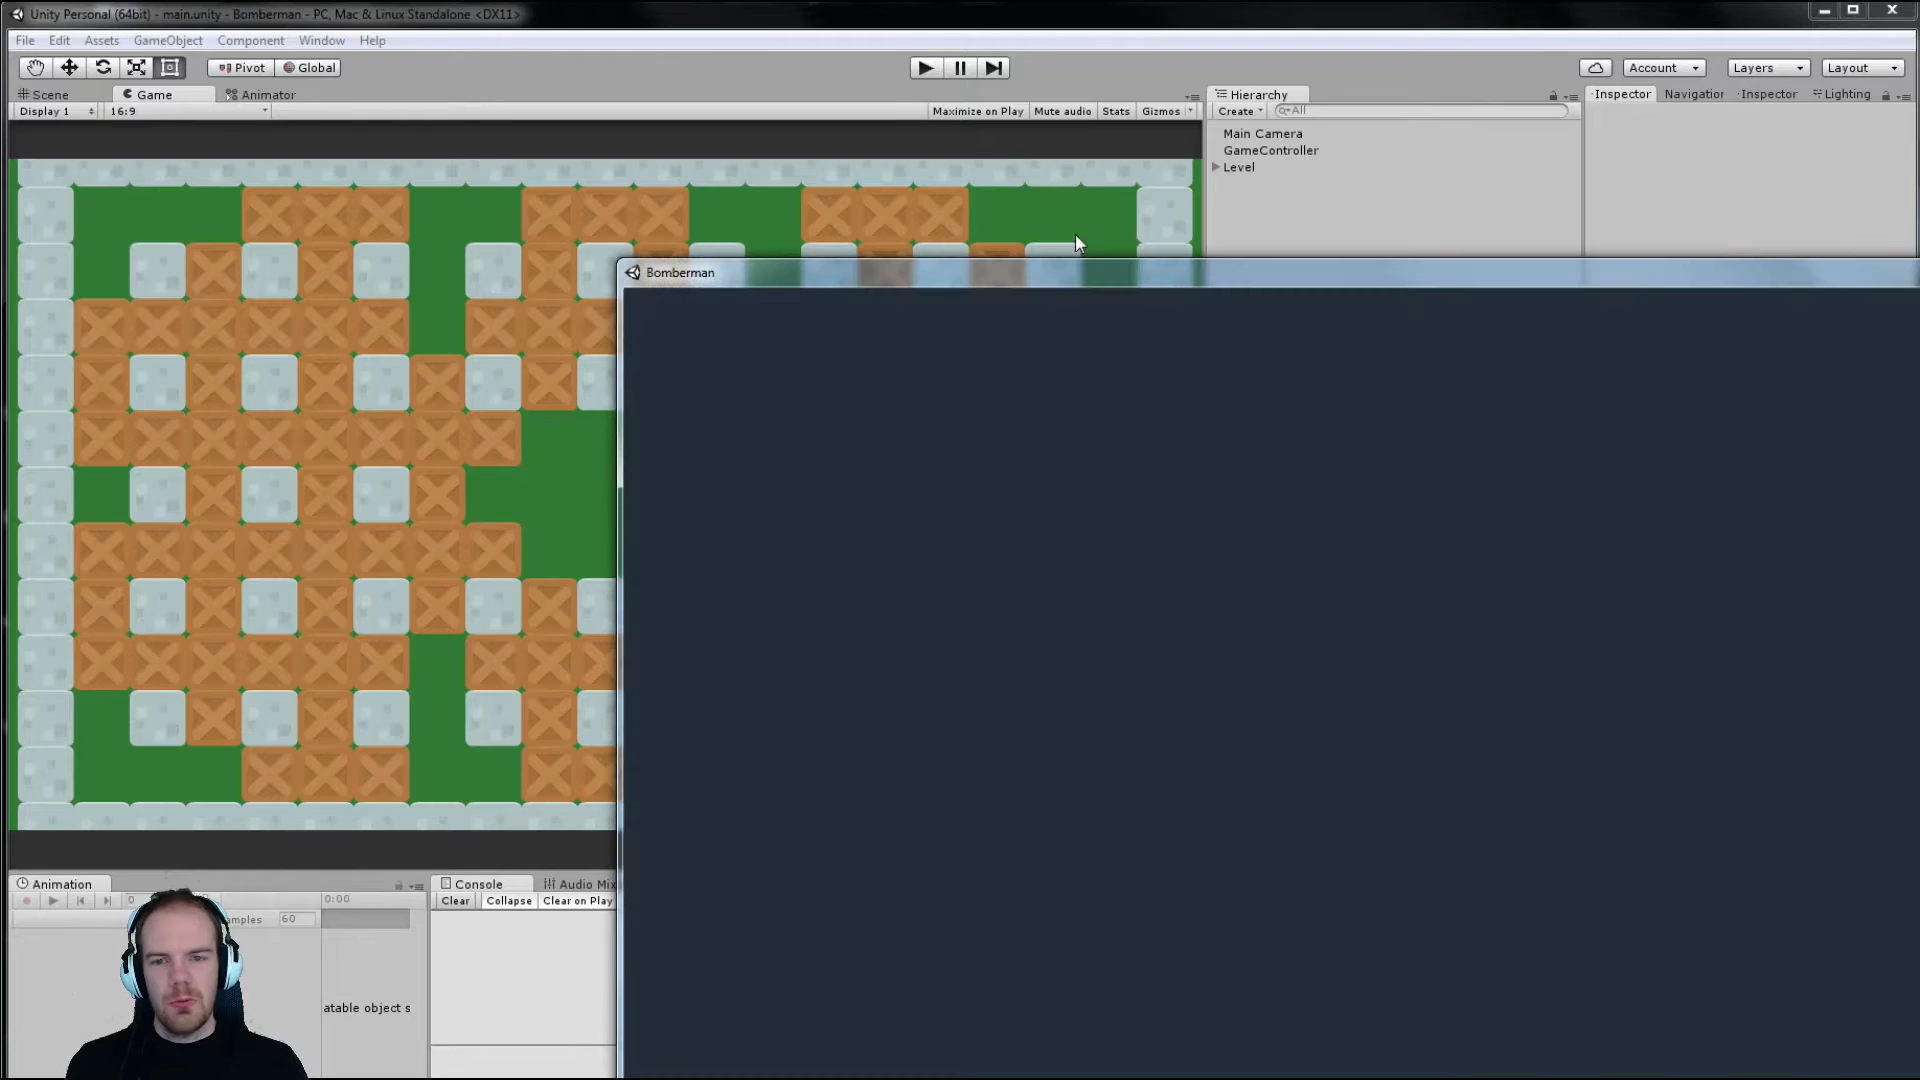 Unity Personal (64bit) - main.unity - Bomberman - PC, Mac & Linux Standalone <DX11>
File Edit Assets GameObject Component Window Help
Pivot Global Account Layers Layout
Scene Game Animator Hierarchy Inspector Navigation Inspector Lighting
Display 1 16:9 Maximize on Play Mute audio Stats Gizmos Create All
Main Camera
GameController
Level
Bomberman
Animation Console Audio Mix
0 0:00 Clear Collapse Clear on Play
amples 60
atable object s